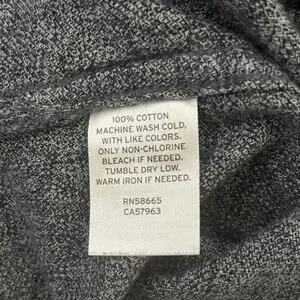 100% COTTON
MACHINE WASH COLD,
WITH LIKE COLORS.
ONLY NON-CHLORINE
BLEACH IF NEEDED.
TUMBLE DRY LOW.
WARM IRON IF NEEDED.
RN58665
CA57963